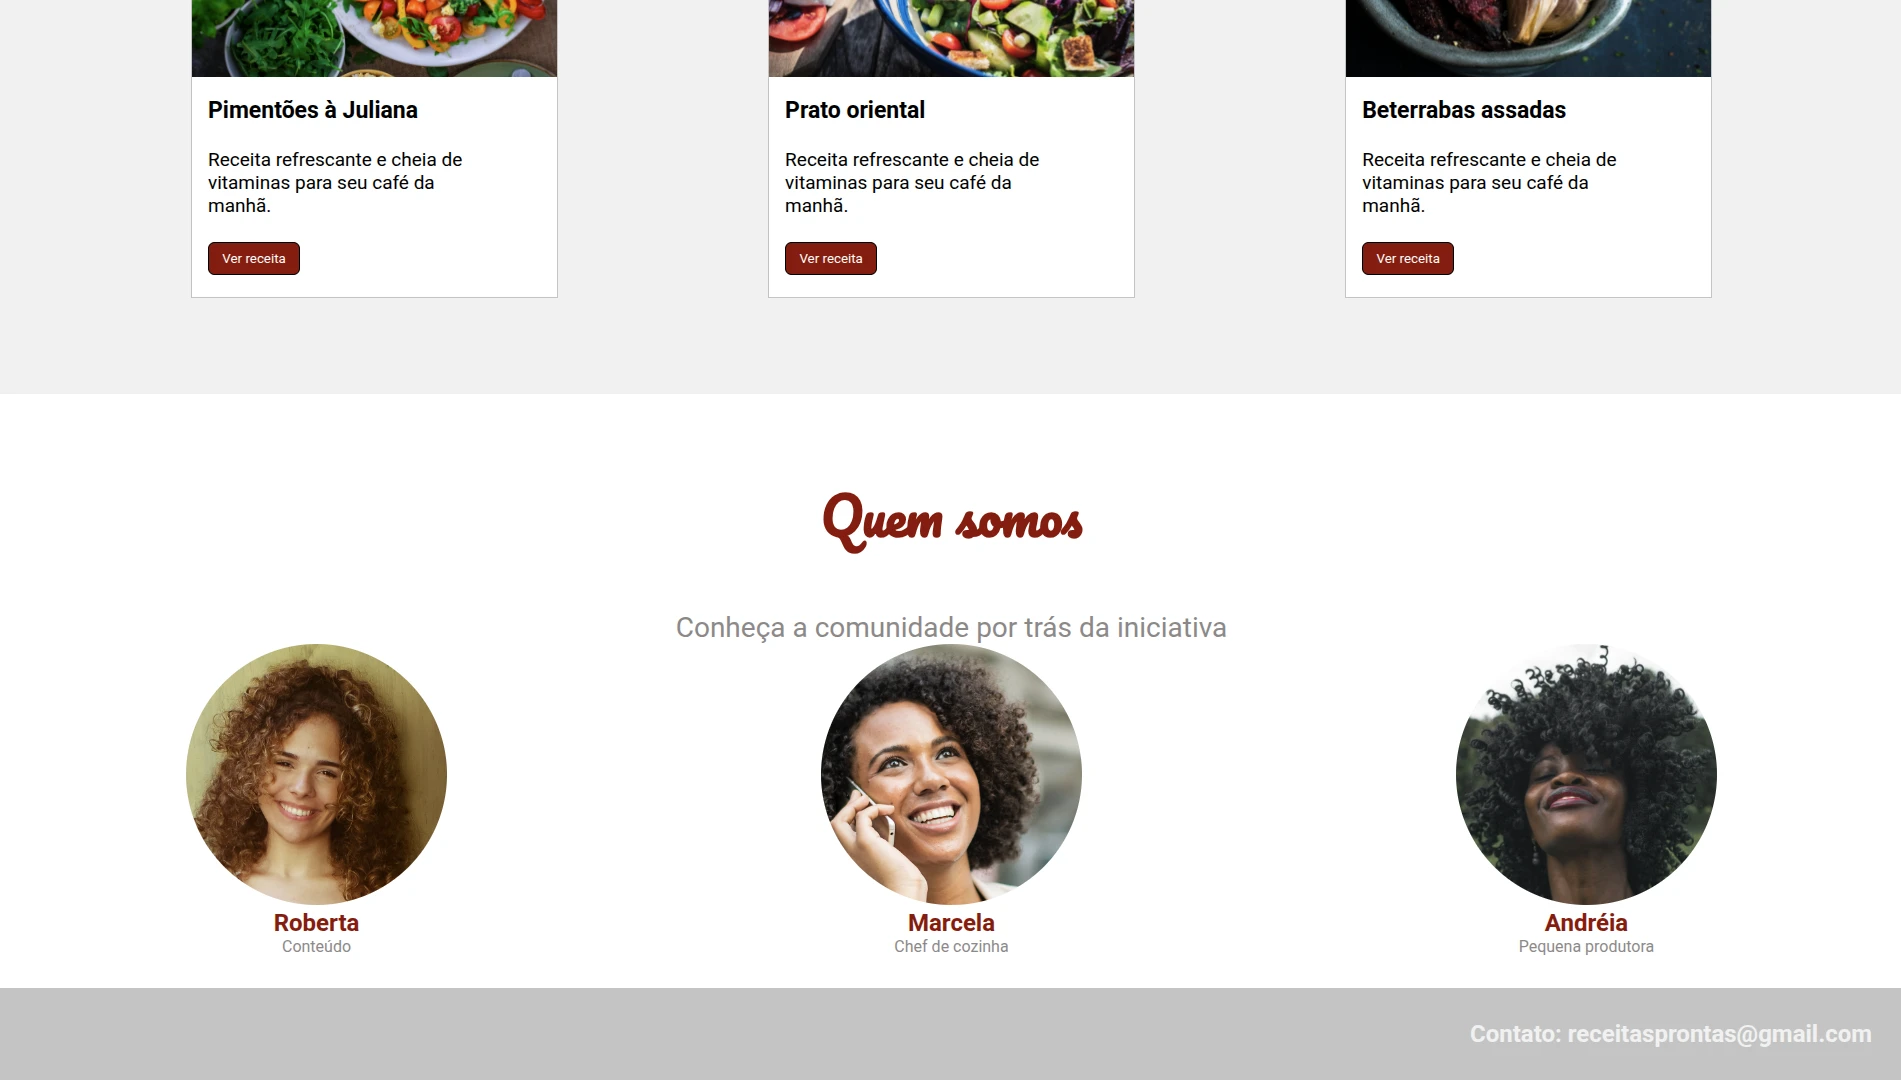 Pimentões à Juliana
Receita refrescante e cheia de
vitaminas para seu café da
manhã.
Ver receita
Prato oriental
Receita refrescante e cheia de
vitaminas para seu café da
manhã.
Ver receita
Beterrabas assadas
Receita refrescante e cheia de
vitaminas para seu café da
manhã.
Ver receita
Quem somos
Conheça a comunidade por trás da iniciativa
Roberta
Conteúdo
Marcela
Chef de cozinha
Andréia
Pequena produtora
Contato: receitasprontas@gmail.com